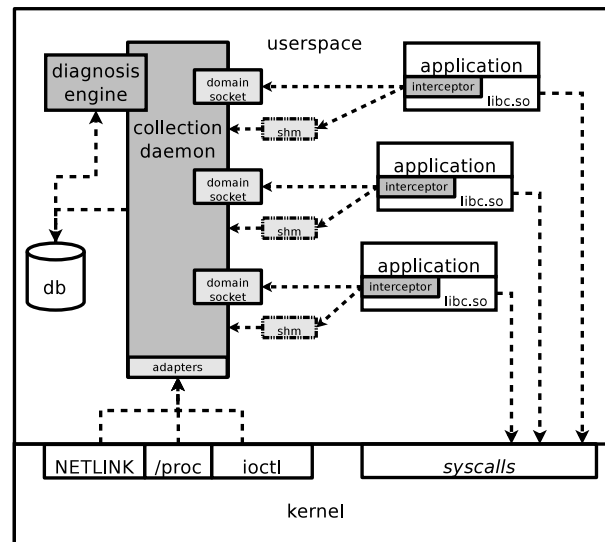 userspace
diagnosis
engine
collection
daemon
domain
socket
shm
application
interceptor
libc.so
domain
socket
shm
application
interceptor
libc.so
domain
socket
shm
application
interceptor
libc.so
db
adapters
NETLINK
/proc
ioctl
syscalls
kernel